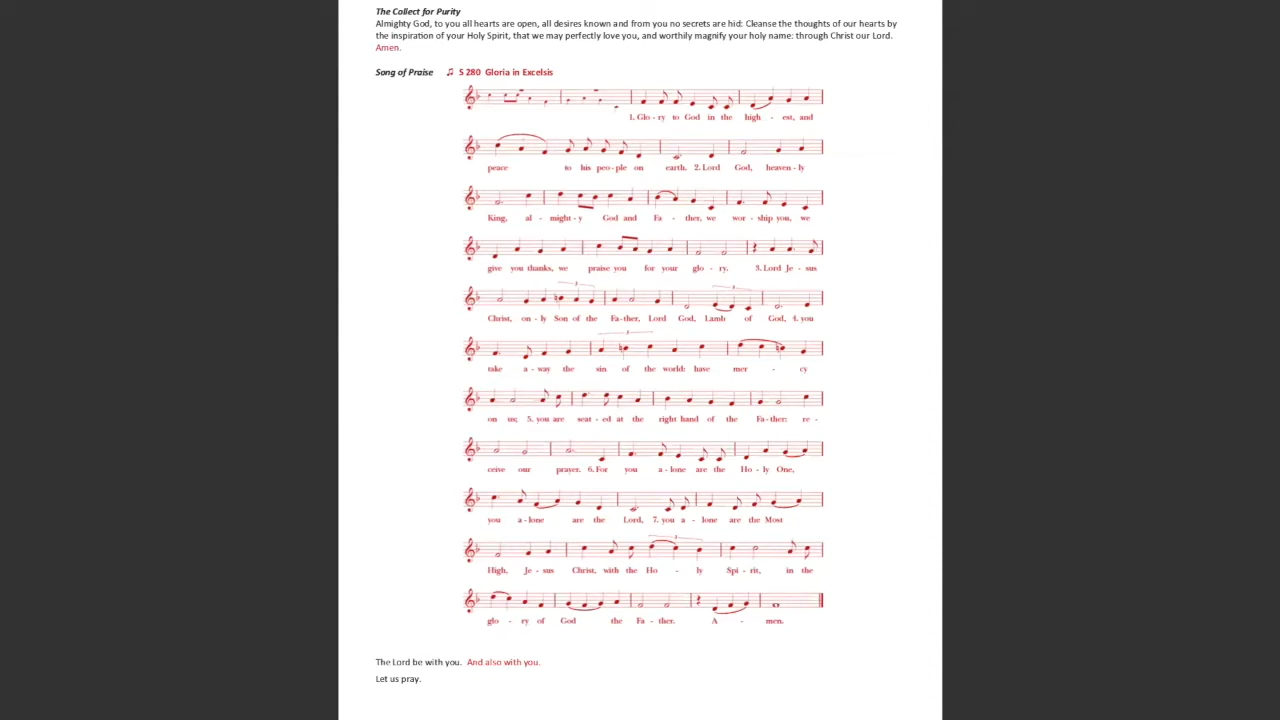 The Collect for Purity
Almighty God, to you all hearts are open, all desires known and from you no secrets are hid: Cleanse the thoughts of our hearts by
the inspiration of your Holy Spirit, that we may perfectly love you, and worthily magnify your holy name: through Christ our Lord.
Amen.
Song of Praise ♫ S 280 Gloria in Excelsis
1. Glo - ry to God in the high - est, and
peace to his peo - ple on earth. 2. Lord God, heaven - ly
King, al - might - y God and Fa - ther, we wor - ship you, we
give you thanks, we praise you for your glo - ry. 3. Lord Je - sus
3 3
Christ, on - ly Son of the Fa - ther, Lord God, Lamb of God, 4. you
3
take a - way the sin of the world: have mer - cy
on us; 5. you are seat - ed at the right hand of the Fa - ther: re -
ceive our prayer. 6. For you a - lone are the Ho - ly One,
you a - lone are the Lord, 7. you a - lone are the Most
3
High, Je - sus Christ, with the Ho - ly Spi - rit, in the
glo - ry of God the Fa - ther. A - men.
The Lord be with you. And also with you.
Let us pray.